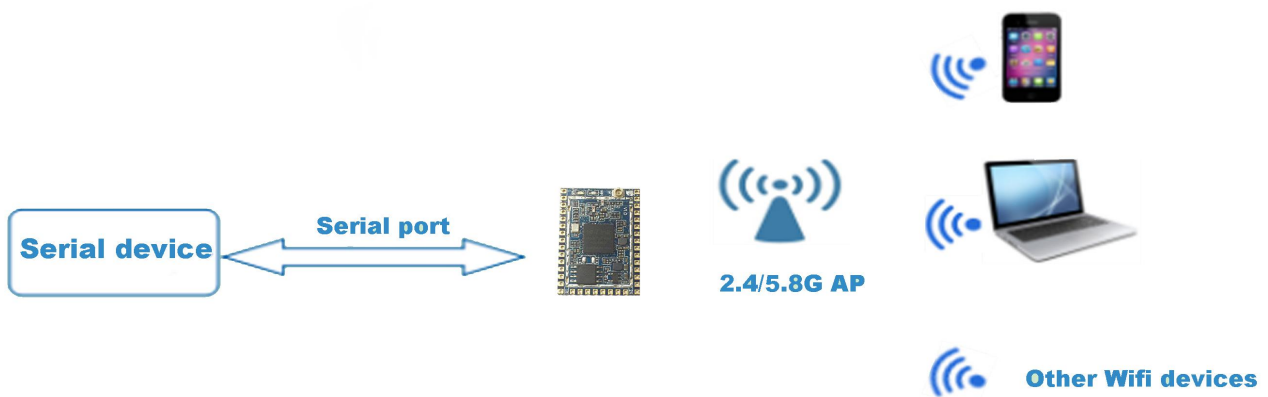 Serial device
Serial port
2.4/5.8G AP
Other Wifi devices